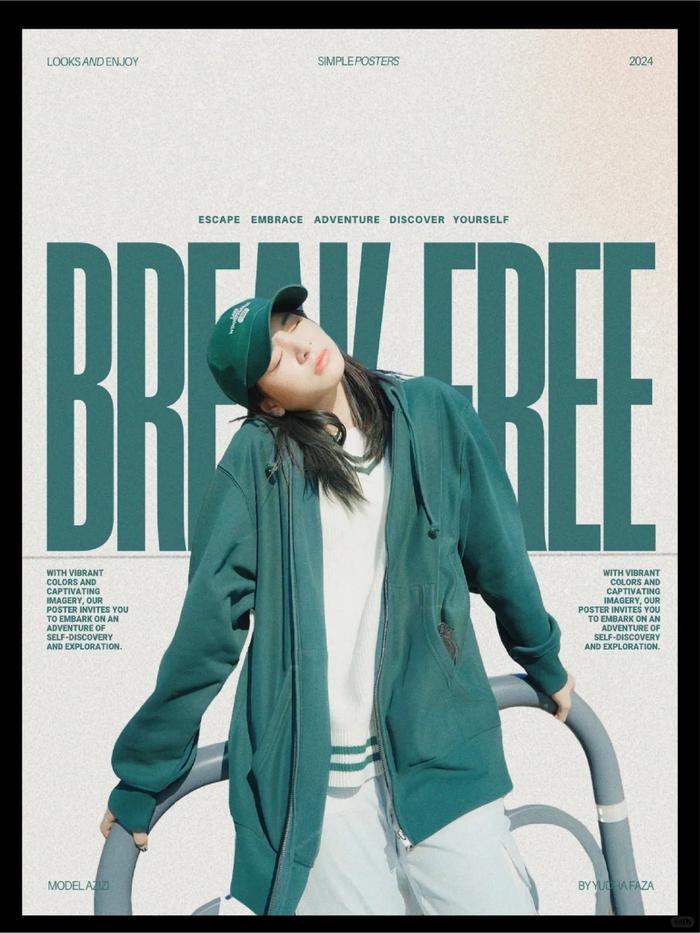 LOOKS AND ENJOY
SIMPLE POSTERS
2024
ESCAPE EMBRACE ADVENTURE DISCOVER YOURSELF
BREAK FREE
WITH VIBRANT
COLORS AND
CAPTIVATING
IMAGERY, OUR
POSTER INVITES YOU
TO EMBARK ON AN
ADVENTURE OF
SELF-DISCOVERY
AND EXPLORATION.
WITH VIBRANT
COLORS AND
CAPTIVATING
IMAGERY, OUR
POSTER INVITES YOU
TO EMBARK ON AN
ADVENTURE OF
SELF-DISCOVERY
AND EXPLORATION.
MODEL AZIZI
BY YUDHA FAZA